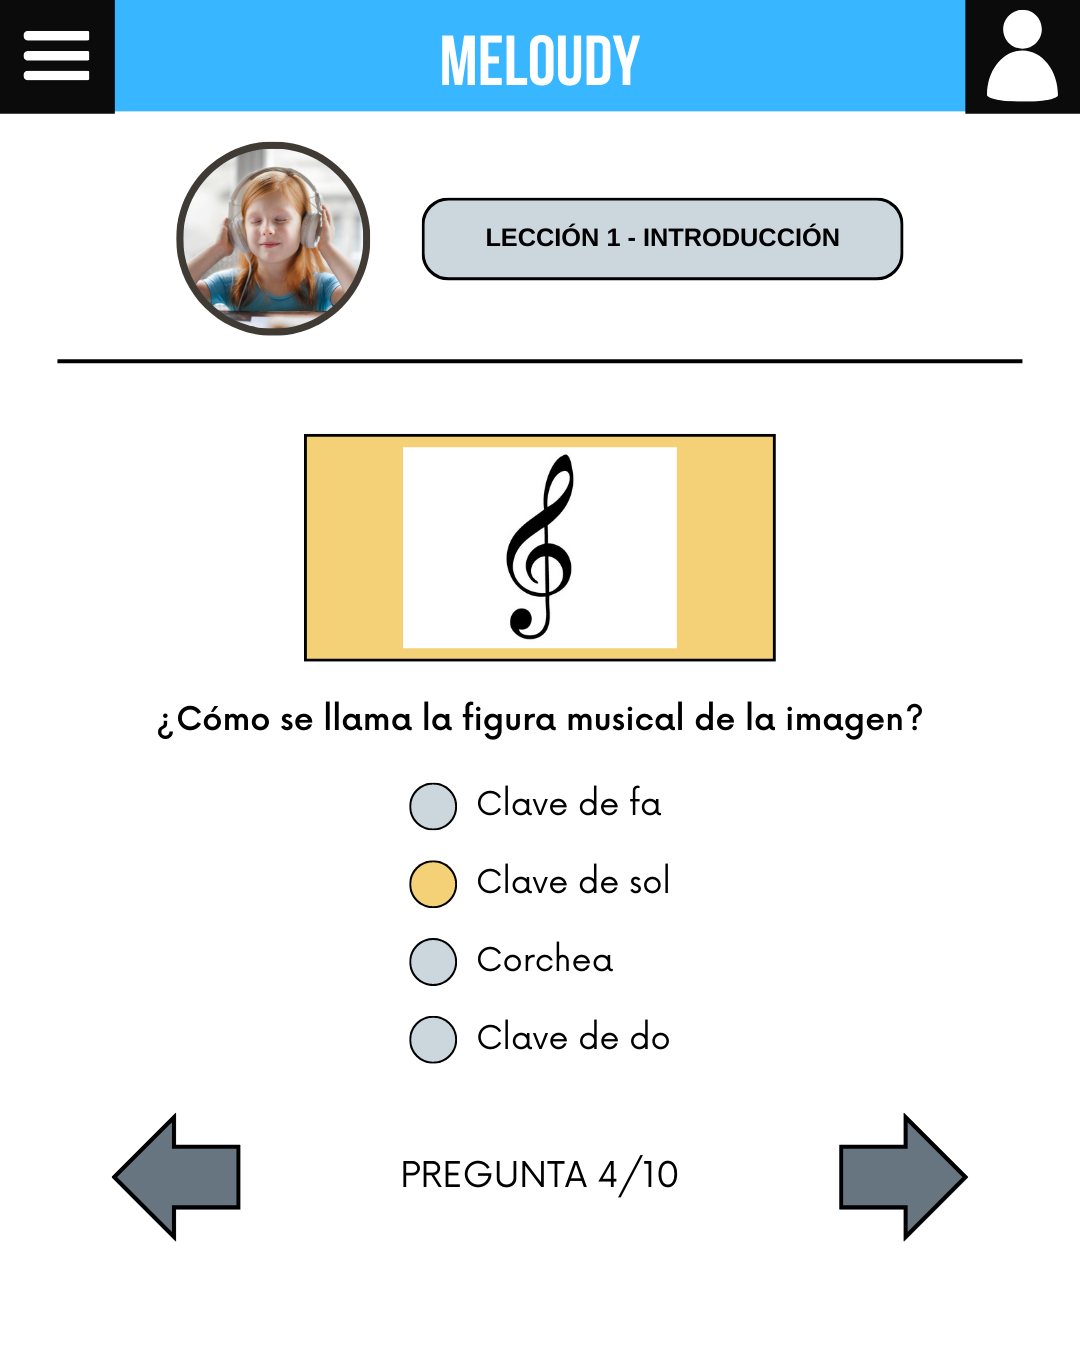 MELOUDY
LECCIÓN 1 - INTRODUCCIÓN
¿Cómo se llama la figura musical de la imagen?
Clave de fa
Clave de sol
Corchea
Clave de do
PREGUNTA 4/10